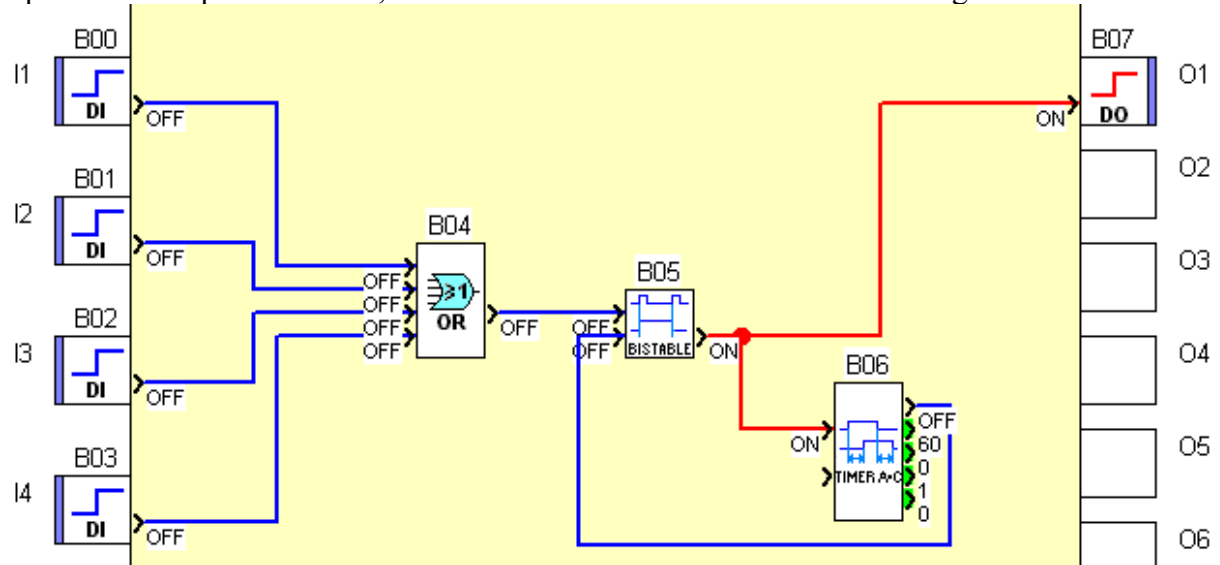 B00
I1
DI
OFF
B01
I2
DI
OFF
B02
I3
DI
OFF
B03
I4
DI
OFF
B04
OFF
OFF
OFF
OFF
≥1
OR
OFF
B05
OFF
OFF
BISTABLE
ON
B06
ON
TIMER A•C
OFF
60
0
1
0
B07
ON
DO
O1
O2
O3
O4
O5
O6